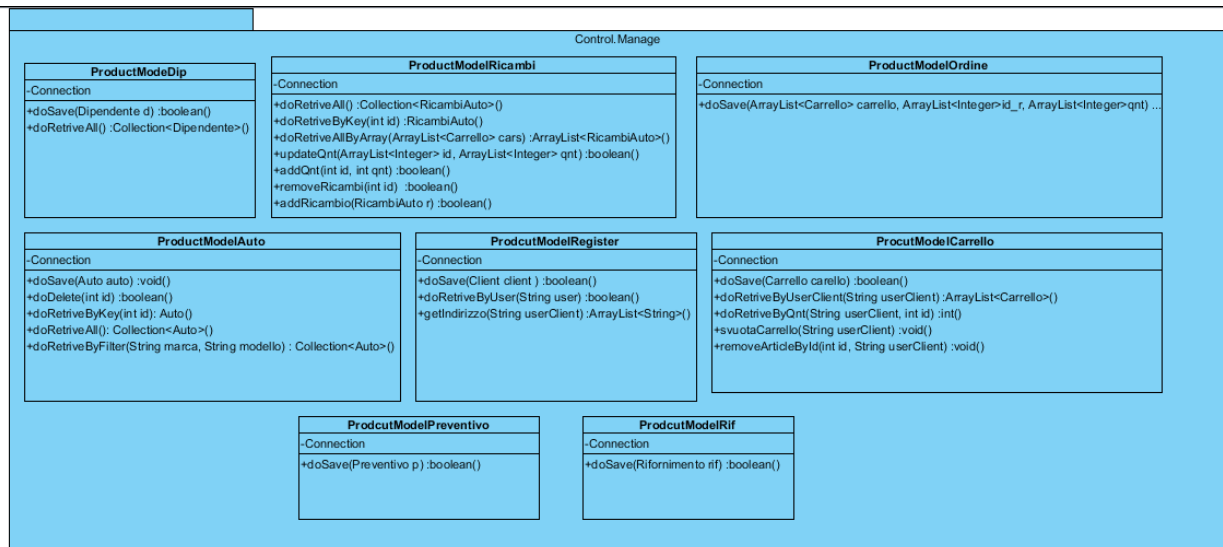 Control.Manage
ProductModeDip
-Connection
+doSave(Dipendente d) :boolean()
+doRetriveAll() :Collection<Dipendente>()
ProductModelRicambi
-Connection
+doRetriveAll() :Collection<RicambiAuto>()
+doRetriveByKey(int id) :RicambiAuto()
+doRetriveAllByArray(ArrayList<Carrello> cars) :ArrayList<RicambiAuto>()
+updateQnt(ArrayList<Integer> id, ArrayList<Integer> qnt) :boolean()
+addQnt(int id, int qnt) :boolean()
+removeRicambi(int id) :boolean()
+addRicambio(RicambiAuto r) :boolean()
ProductModelOrdine
-Connection
+doSave(ArrayList<Carrello> carrello, ArrayList<Integer>id_r, ArrayList<Integer>qnt) ...
ProductModelAuto
-Connection
+doSave(Auto auto) :void()
+doDelete(int id) :boolean()
+doRetriveByKey(int id): Auto()
+doRetriveAll(): Collection<Auto>()
+doRetriveByFilter(String marca, String modello) : Collection<Auto>()
ProdcutModelRegister
-Connection
+doSave(Client client ) :boolean()
+doRetriveByUser(String user) :boolean()
+getIndirizzo(String userClient) :ArrayList<String>()
ProcutModelCarrello
-Connection
+doSave(Carrello carello) :boolean()
+doRetriveByUserClient(String userClient) :ArrayList<Carrello>()
+doRetriveByQnt(String userClient, int id) :int()
+svuotaCarrello(String userClient) :void()
+removeArticleById(int id, String userClient) :void()
ProdcutModelPreventivo
-Connection
+doSave(Preventivo p) :boolean()
ProdcutModelRif
-Connection
+doSave(Rifornimento rif) :boolean()